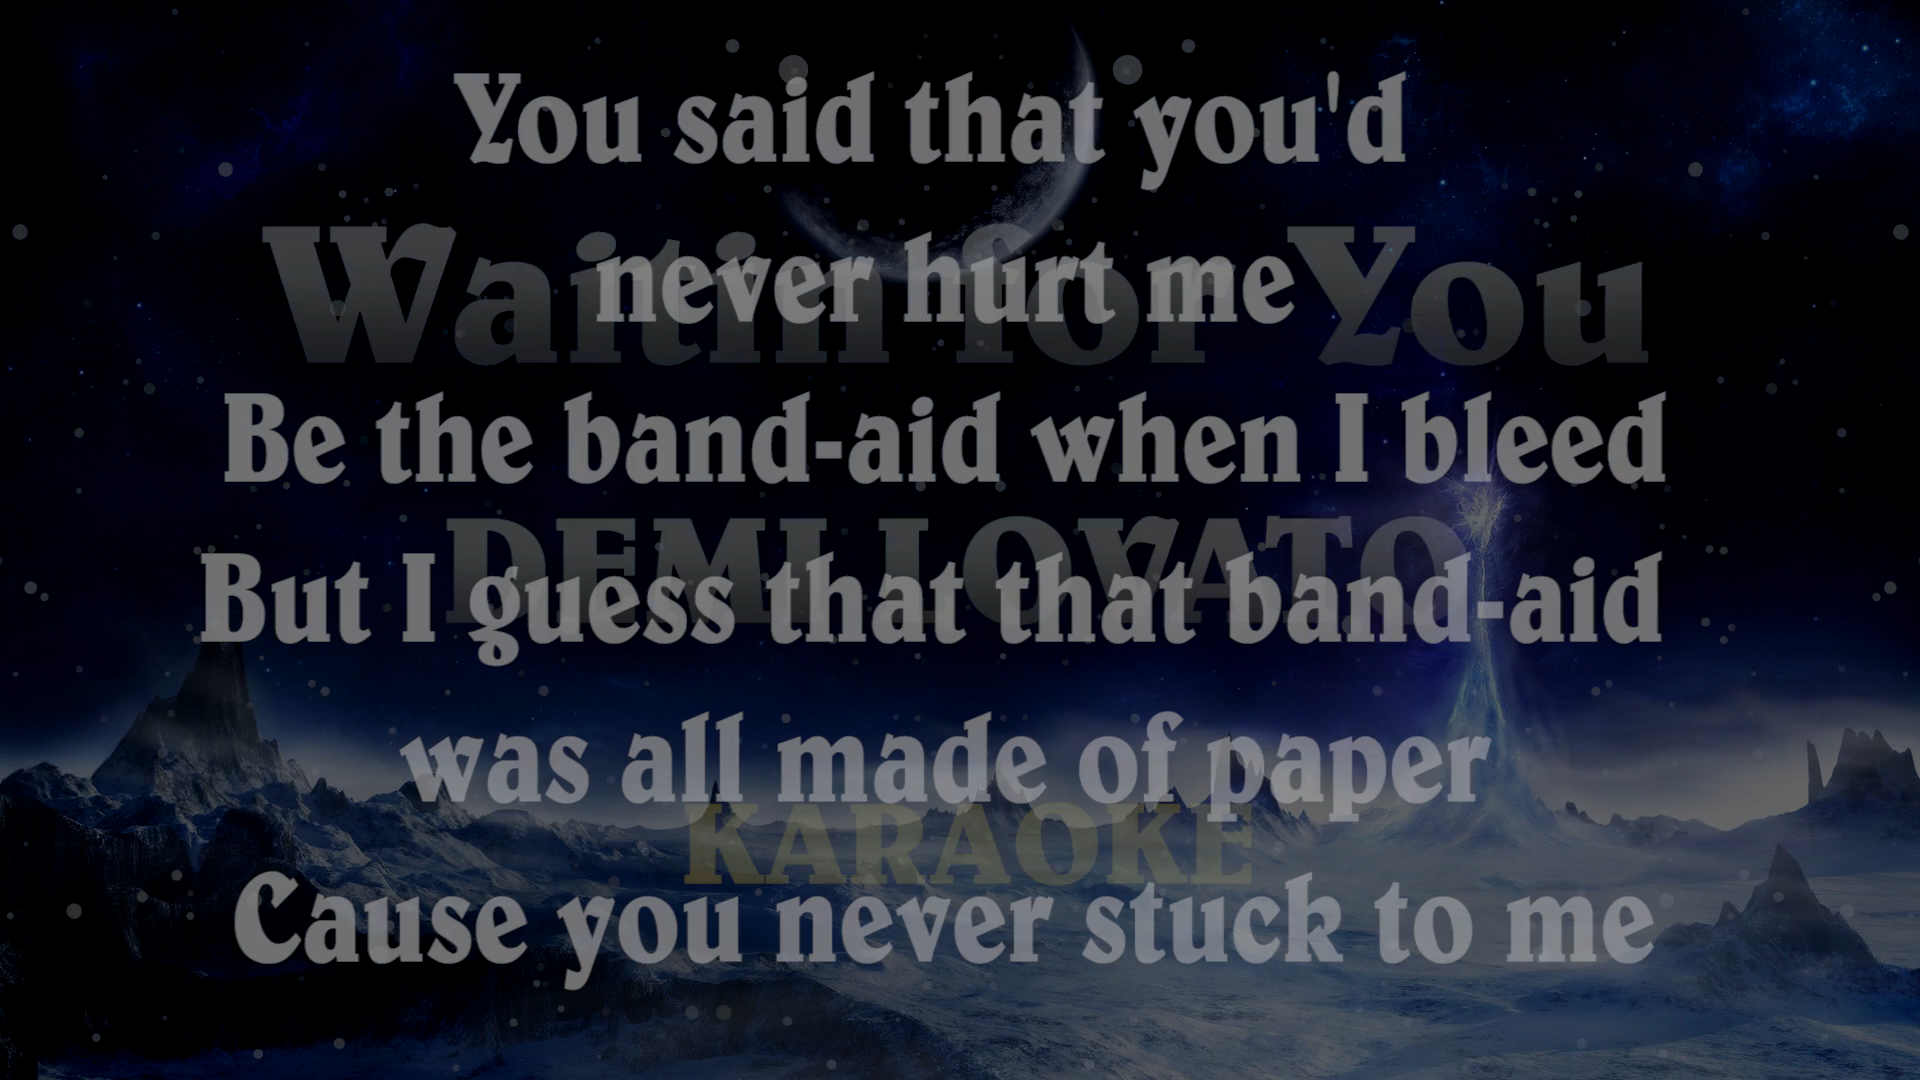 You said that you'd
Waitin for You
never hurt me
Be the band-aid when I bleed
DEMI LOVATO
But I guess that that band-aid
was all made of paper
KARAOKE
Cause you never stuck to me